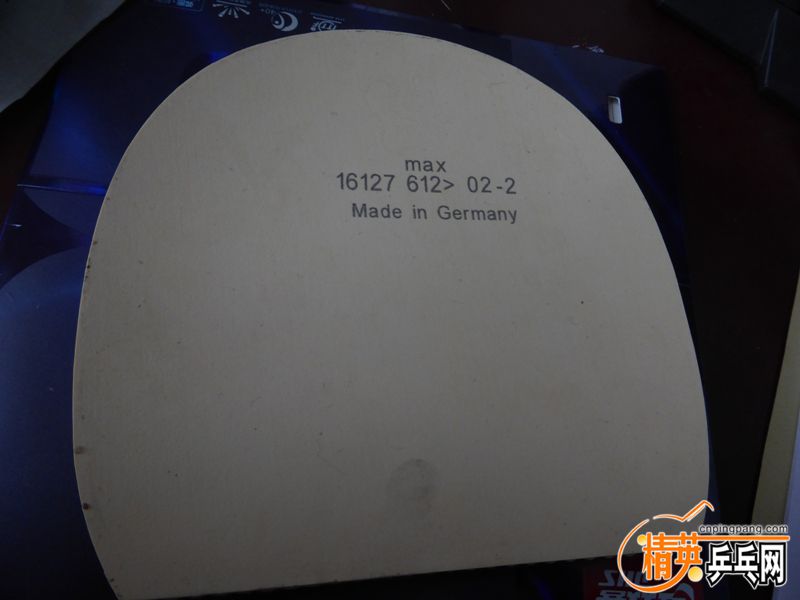 max
16127 612> 02-2
Made in Germany
cnpingpang.com
精英乒乓网